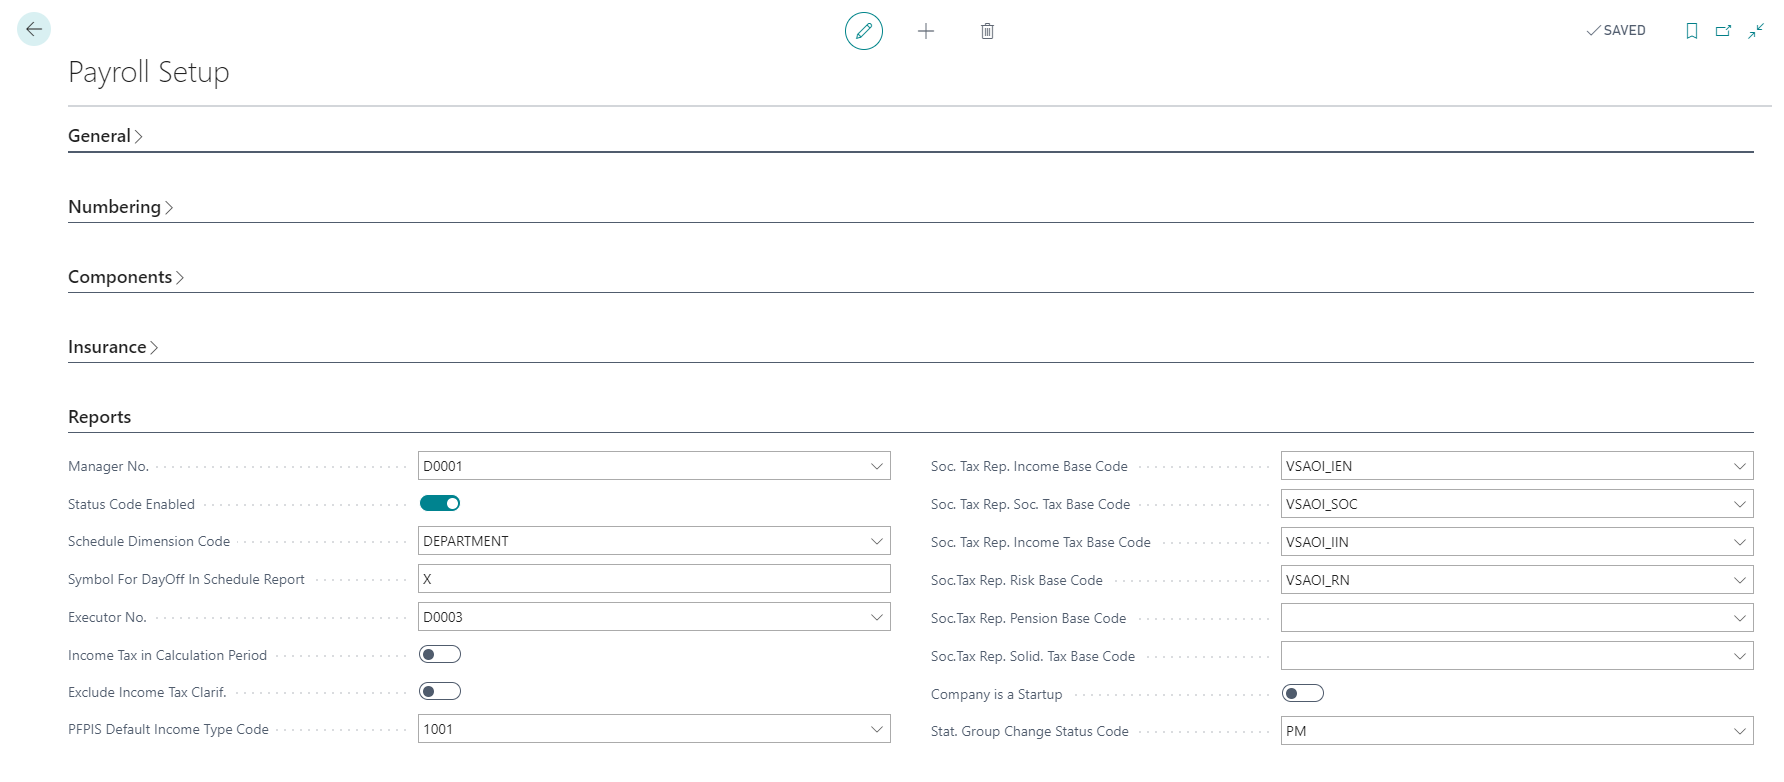 SAVED
Payroll Setup
General
Numbering
Components
Insurance
Reports
Manager No. D0001
Status Code Enabled
Schedule Dimension Code DEPARTMENT
Symbol For DayOff In Schedule Report X
Executor No. D0003
Income Tax in Calculation Period
Exclude Income Tax Clarif.
PFPIS Default Income Type Code 1001
Soc. Tax Rep. Income Base Code VSAOI_IEN
Soc. Tax Rep. Soc. Tax Base Code VSAOI_SOC
Soc. Tax Rep. Income Tax Base Code VSAOI_IIN
Soc.Tax Rep. Risk Base Code VSAOI_RN
Soc.Tax Rep. Pension Base Code
Soc.Tax Rep. Solid. Tax Base Code
Company is a Startup
Stat. Group Change Status Code PM